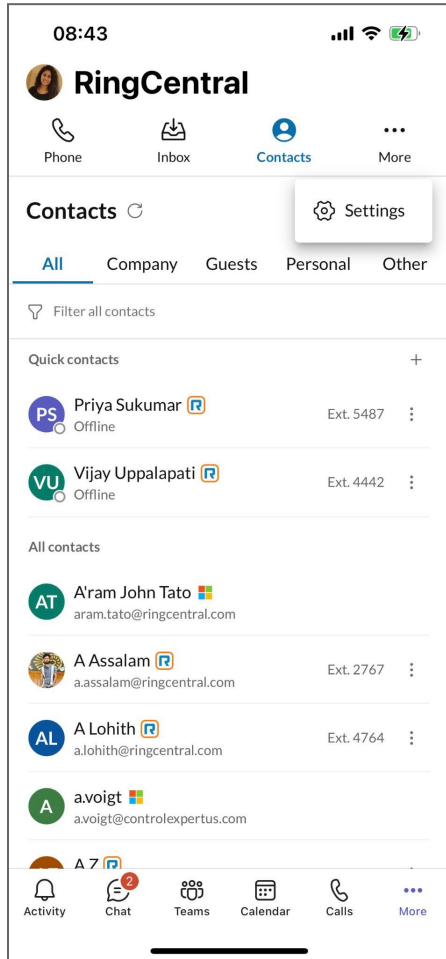 08:43
RingCentral
Phone
Inbox
Contacts
More
Contacts
Settings
All
Company
Guests
Personal
Other
Filter all contacts
Quick contacts
PS
Priya Sukumar
Offline
Ext. 5487
VU
Vijay Uppalapati
Offline
Ext. 4442
All contacts
AT
A'ram John Tato
aram.tato@ringcentral.com
A Assalam
a.assalam@ringcentral.com
Ext. 2767
AL
A Lohith
a.lohith@ringcentral.com
Ext. 4764
A
a.voigt
a.voigt@controlexpertus.com
A Z
2
Activity
Chat
Teams
Calendar
Calls
More